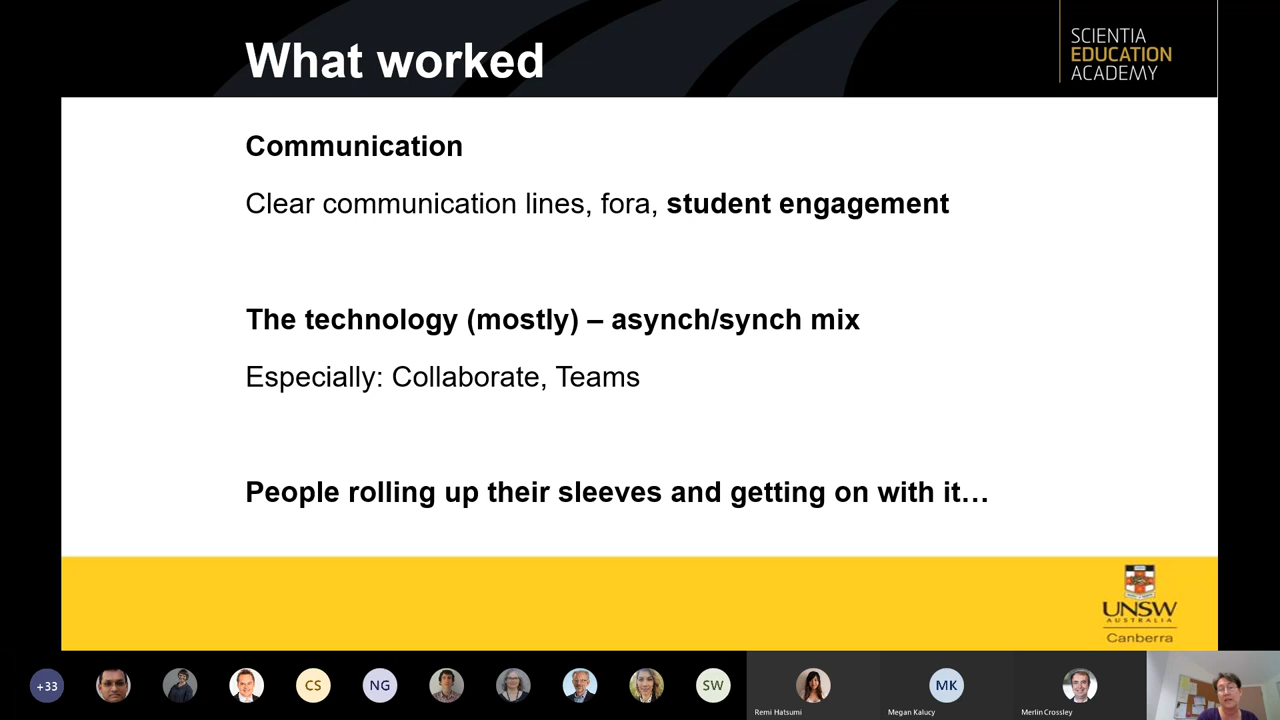 What worked
SCIENTIA
EDUCATION
ACADEMY
Communication
Clear communication lines, fora, student engagement
The technology (mostly) – asynch/synch mix
Especially: Collaborate, Teams
People rolling up their sleeves and getting on with it…
UNSW
AUSTRALIA
Canberra
+33
CS
NG
SW
Remi Hatsumi
MK
Megan Kalucy
Merlin Crossley